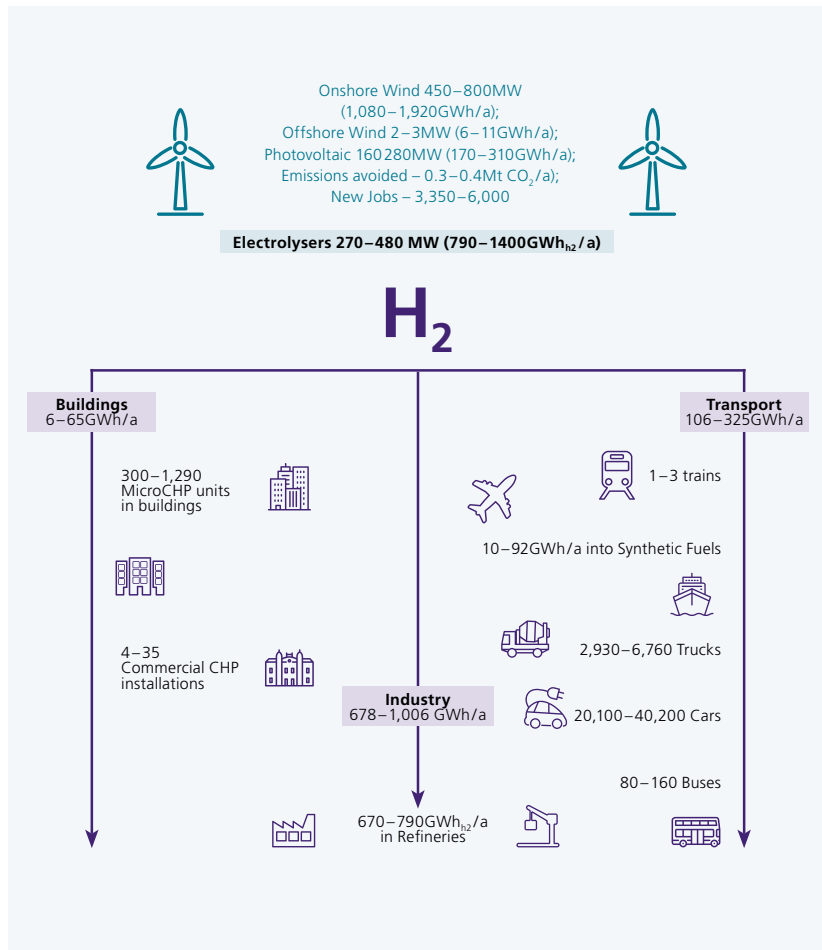 Onshore Wind 450–800MW
(1,080–1,920GWh/a);
Offshore Wind 2–3MW (6–11GWh/a);
Photovoltaic 160280MW (170–310GWh/a);
Emissions avoided – 0.3–0.4Mt CO2/a);
New Jobs – 3,350–6,000
Electrolysers 270–480 MW (790–1400GWhh2/a)
H2
Buildings
6–65GWh/a
300–1,290
MicroCHP units
in buildings
4–35
Commercial CHP
installations
Industry
678–1,006 GWh/a
670–790GWhh2/a
in Refineries
Transport
106–325GWh/a
1–3 trains
10–92GWh/a into Synthetic Fuels
2,930–6,760 Trucks
20,100–40,200 Cars
80–160 Buses